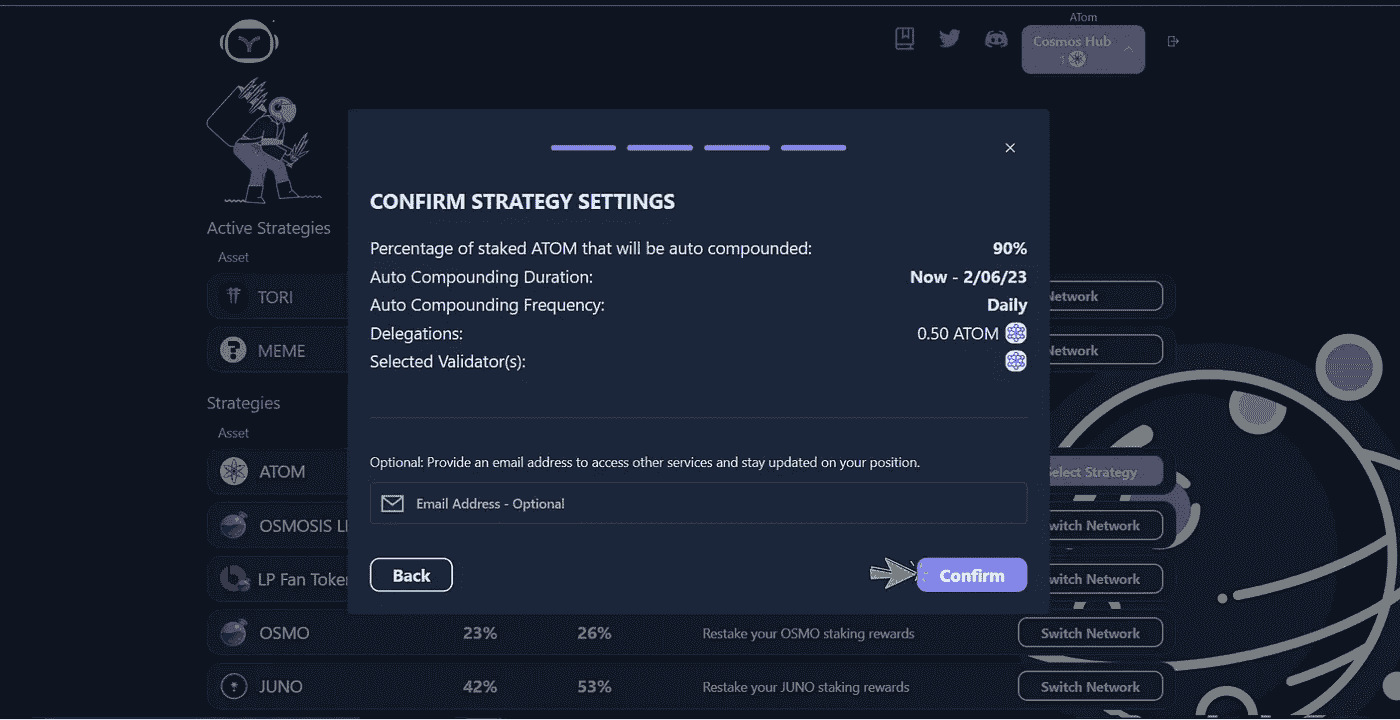 ATom
Cosmos Hub
1
CONFIRM STRATEGY SETTINGS
Percentage of staked ATOM that will be auto compounded: 90%
Auto Compounding Duration: Now - 2/06/23
Auto Compounding Frequency: Daily
Delegations: 0.50 ATOM
Selected Validator(s):
Optional: Provide an email address to access other services and stay updated on your position.
Email Address - Optional
Back Confirm
Active Strategies
Asset
TORI Network
MEME Network
Strategies
Asset
ATOM Select Strategy
OSMOSIS Switch Network
LP Fan Switch Network
OSMO 23% 26% Restake your OSMO staking rewards Switch Network
JUNO 42% 53% Restake your JUNO staking rewards Switch Network